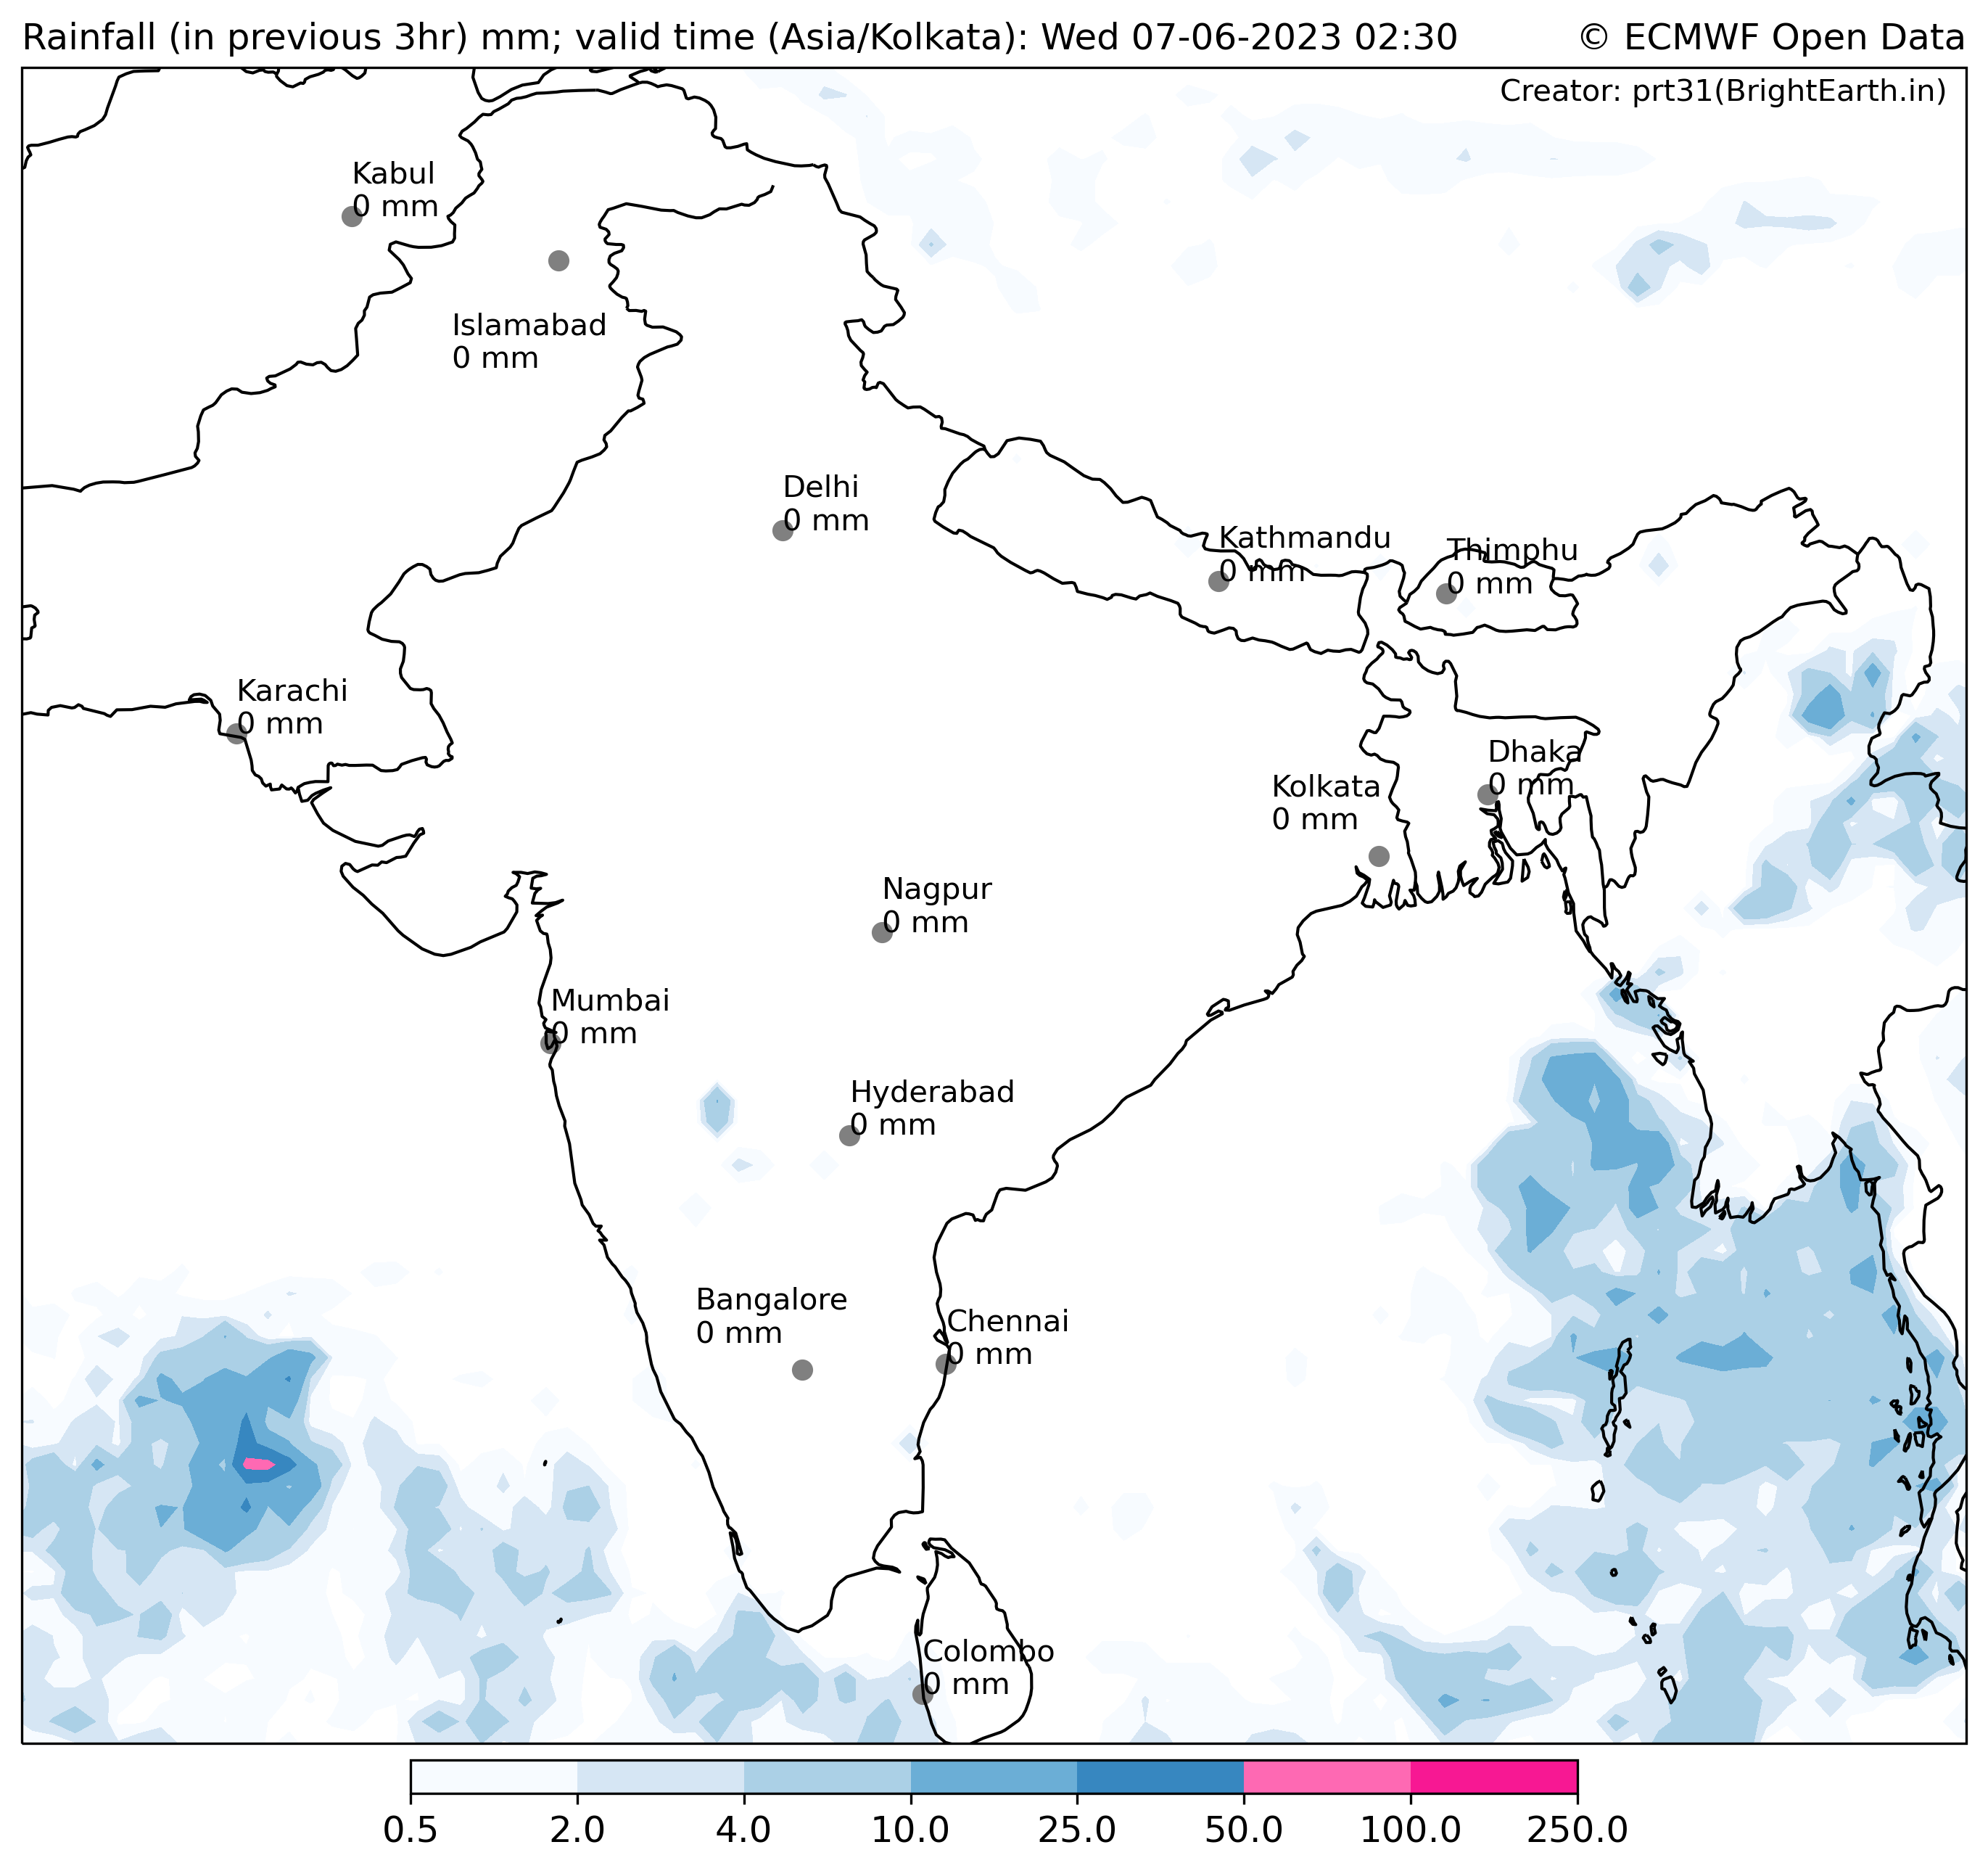 Rainfall (in previous 3hr) mm; valid time (Asia/Kolkata): Wed 07-06-2023 02:30
© ECMWF Open Data
Creator: prt31(BrightEarth.in)
Kabul
0 mm
Islamabad
0 mm
Delhi
0 mm
Kathmandu
0 mm
Thimphu
0 mm
Karachi
0 mm
Dhaka
0 mm
Kolkata
0 mm
Nagpur
0 mm
Mumbai
0 mm
Hyderabad
0 mm
Bangalore
0 mm
Chennai
0 mm
Colombo
0 mm
0.5
2.0
4.0
10.0
25.0
50.0
100.0
250.0